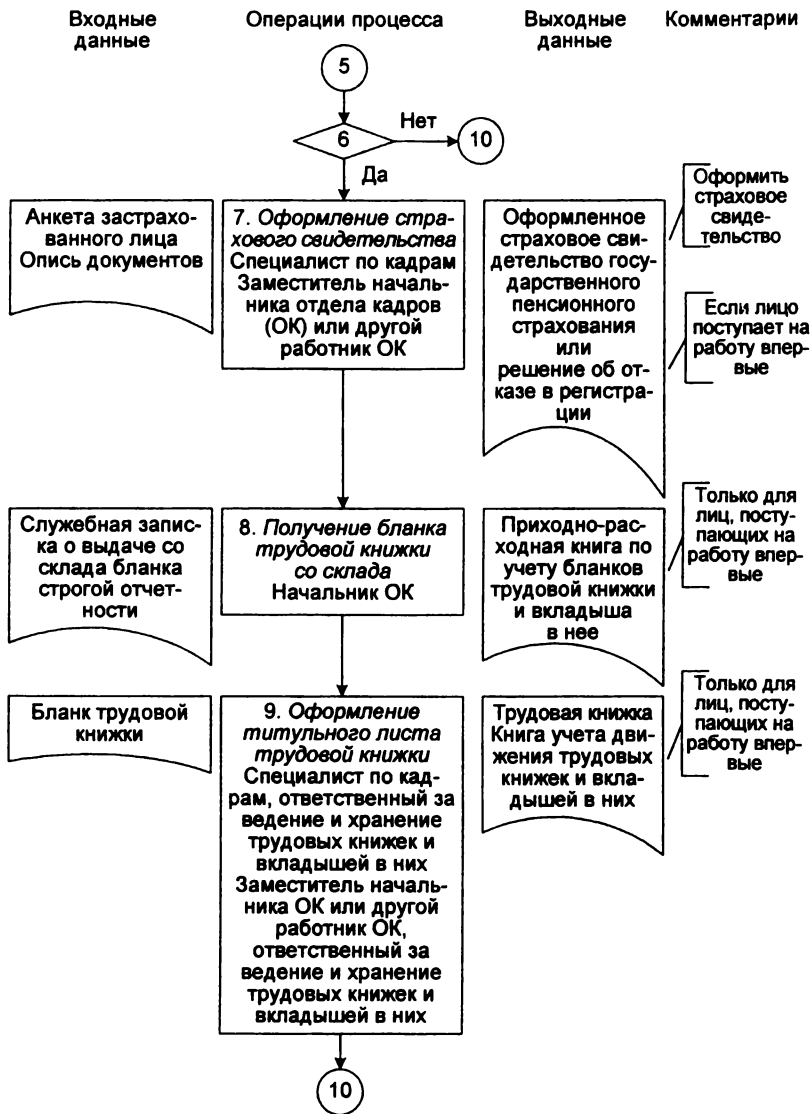 Входные
данные
Операции процесса
Выходные
данные
Комментарии
5
6
Нет
10
Да
Анкета застрахо-
ванного лица
Опись документов
7. Оформление стра-
хового свидетельства
Специалист по кадрам
Заместитель началь-
ника отдела кадров
(ОК) или другой
работник ОК
Оформленное
страховое сви-
детельство госу-
дарственного
пенсионного
страхования
или
решение об от-
казе в регистра-
ции
Оформить
страховое
свиде-
тельство
Если лицо
поступает на
работу впер-
вые
Служебная запис-
ка о выдаче со
склада бланка
строгой отчет-
ности
8. Получение бланка
трудовой книжки
со склада
Начальник ОК
Приходно-рас-
ходная книга по
учету бланков
трудовой книжки
и вкладыша
в нее
Только для
лиц, посту-
пающих на
работу впер-
вые
Бланк трудовой
книжки
9. Оформление
титульного листа
трудовой книжки
Специалист по кад-
рам, ответственный за
ведение и хранение
трудовых книжек и
вкладышей в них
Заместитель началь-
ника ОК или другой
работник ОК,
ответственный за
ведение и хранение
трудовых книжек и
вкладышей в них
Трудовая книжка
Книга учета дви-
жения трудовых
книжек и вкла-
дышей в них
Только для
лиц, посту-
пающих на
работу впер-
вые
10